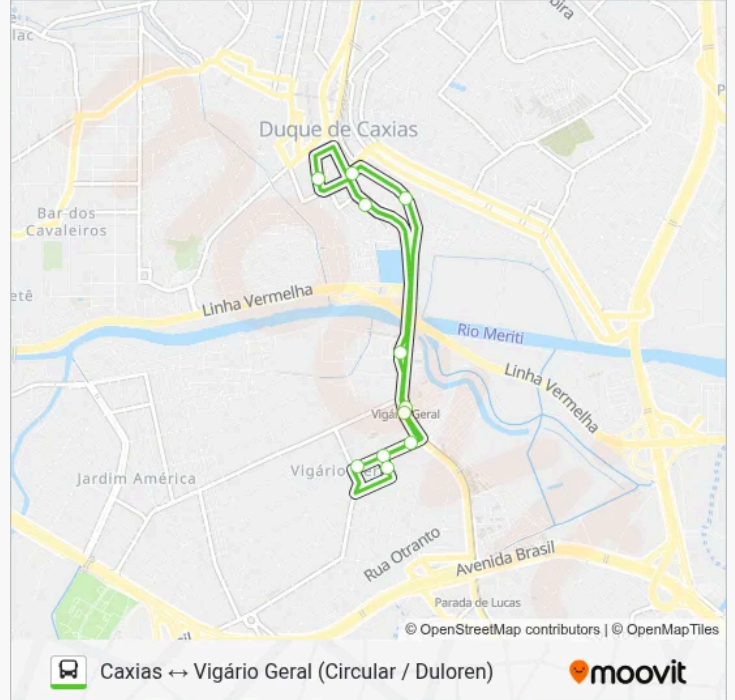 Duque de Caxias
Bar dos
Cavaleiros
Linha Vermelha
Rio Meriti
Linha Vermelha
Vigário Geral
Jardim América
Rua Otranto
Avenida Brasil
Parada de Lucas
© OpenStreetMap contributors | © OpenMapTiles
Caxias ↔ Vigário Geral (Circular / Duloren)
moovit